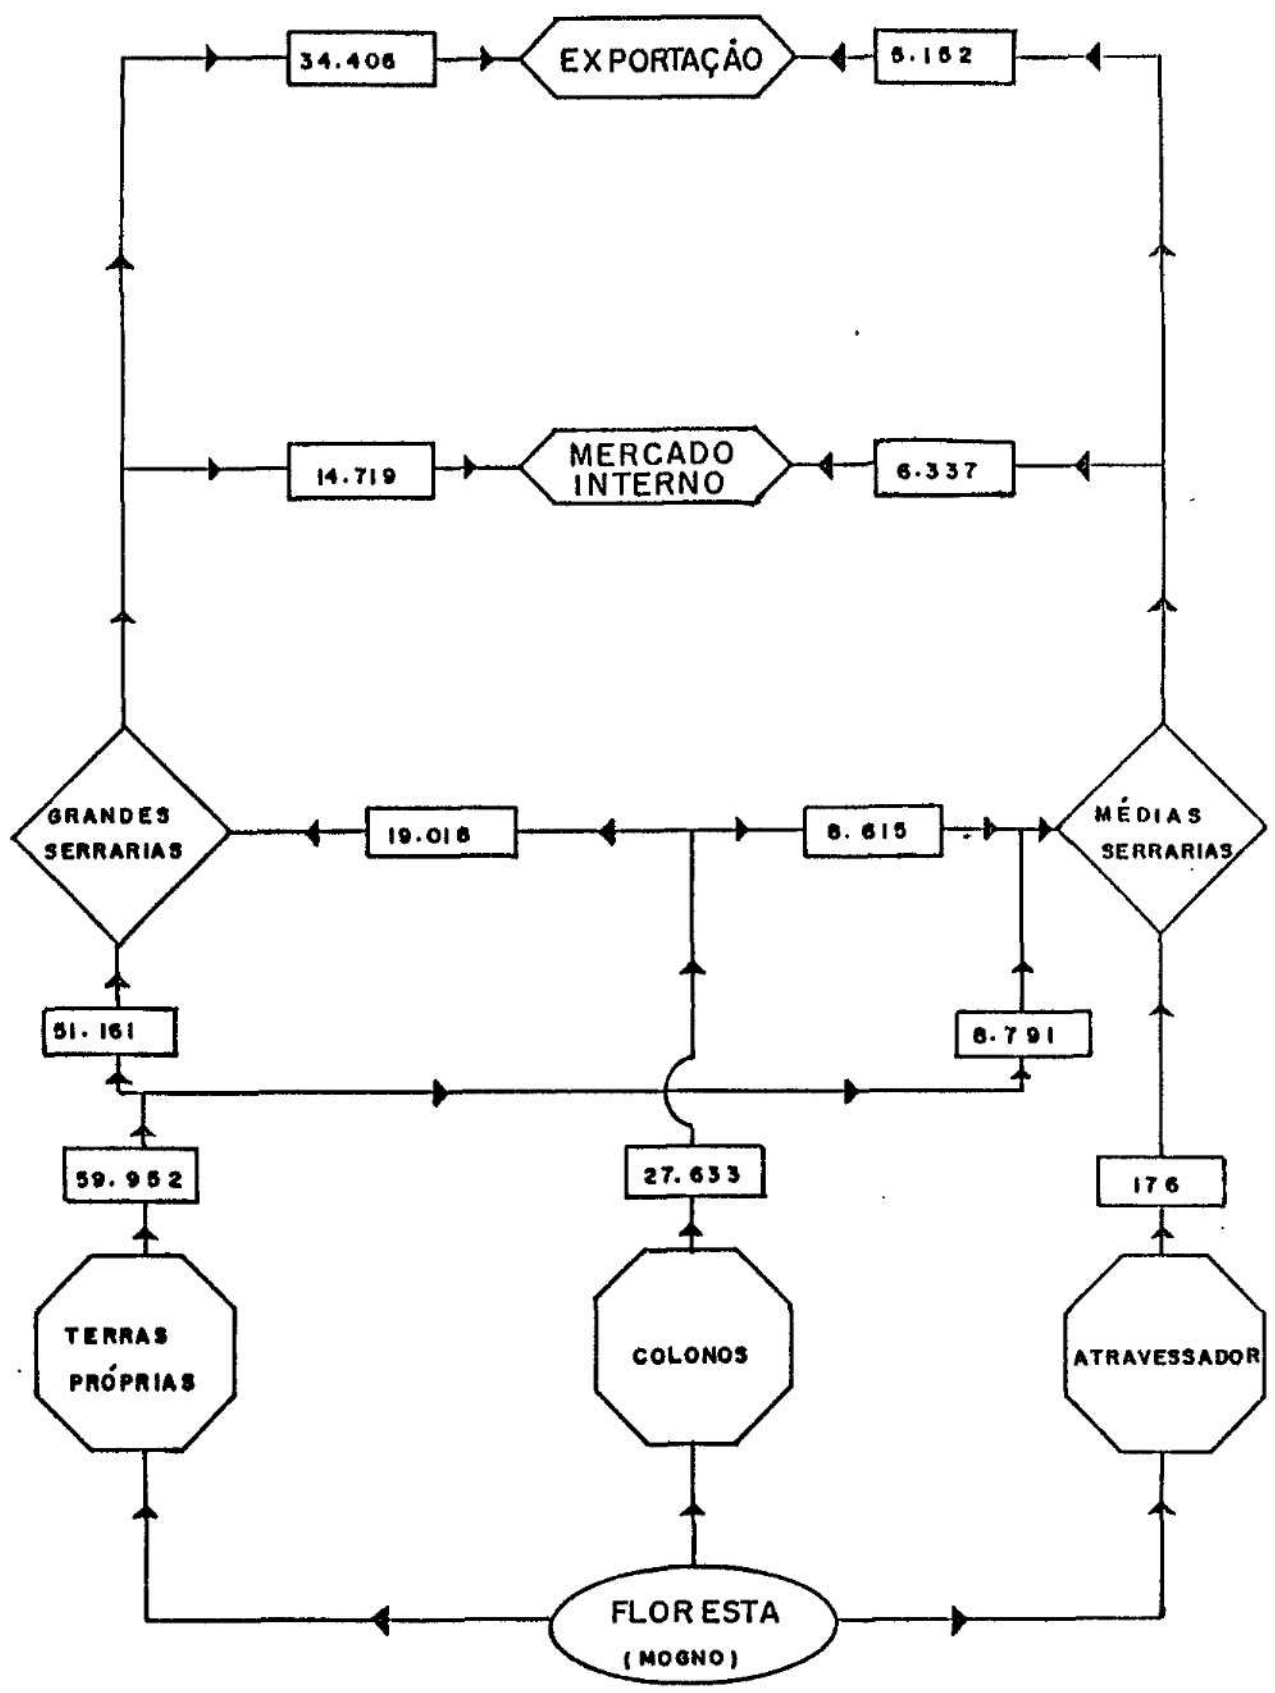 34.406
EXPORTAÇÃO
5.152
14.719
MERCADO
INTERNO
6.337
GRANDES
SERRARIAS
19.018
8.615
MÉDIAS
SERRARIAS
51.161
8.791
59.952
27.633
176
TERRAS
PRÓPRIAS
COLONOS
ATRAVESSADOR
FLORESTA
(MOGNO)